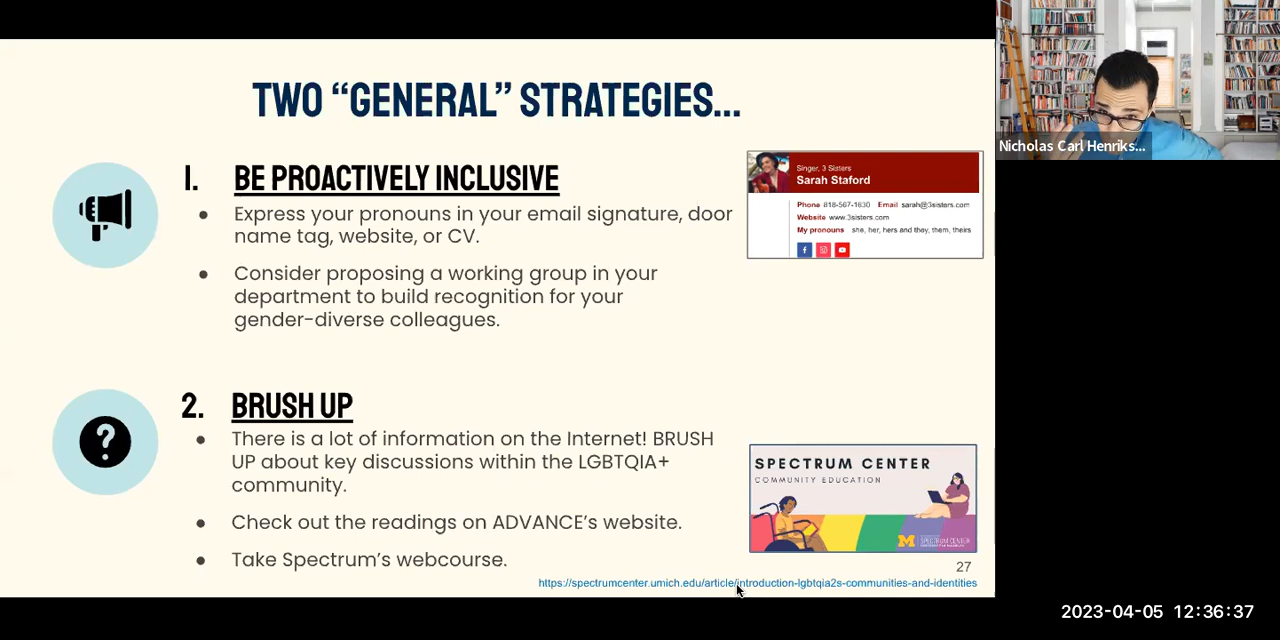 TWO “GENERAL” STRATEGIES...
1. BE PROACTIVELY INCLUSIVE
● Express your pronouns in your email signature, door
name tag, website, or CV.
● Consider proposing a working group in your
department to build recognition for your
gender-diverse colleagues.
Singer, 3 Sisters
Sarah Staford
Phone 818-567-1630 Email sarah@3sisters.com
Website www.3sisters.com
My pronouns she, her, hers and they, them, theirs
2. BRUSH UP
● There is a lot of information on the Internet! BRUSH
UP about key discussions within the LGBTQIA+
community.
● Check out the readings on ADVANCE’s website.
● Take Spectrum’s webcourse.
SPECTRUM CENTER
COMMUNITY EDUCATION
M SPECTRUM CENTER
27
https://spectrumcenter.umich.edu/article/introduction-lgbtqia2s-communities-and-identities
Nicholas Carl Henriks...
2023-04-05 12:36:37